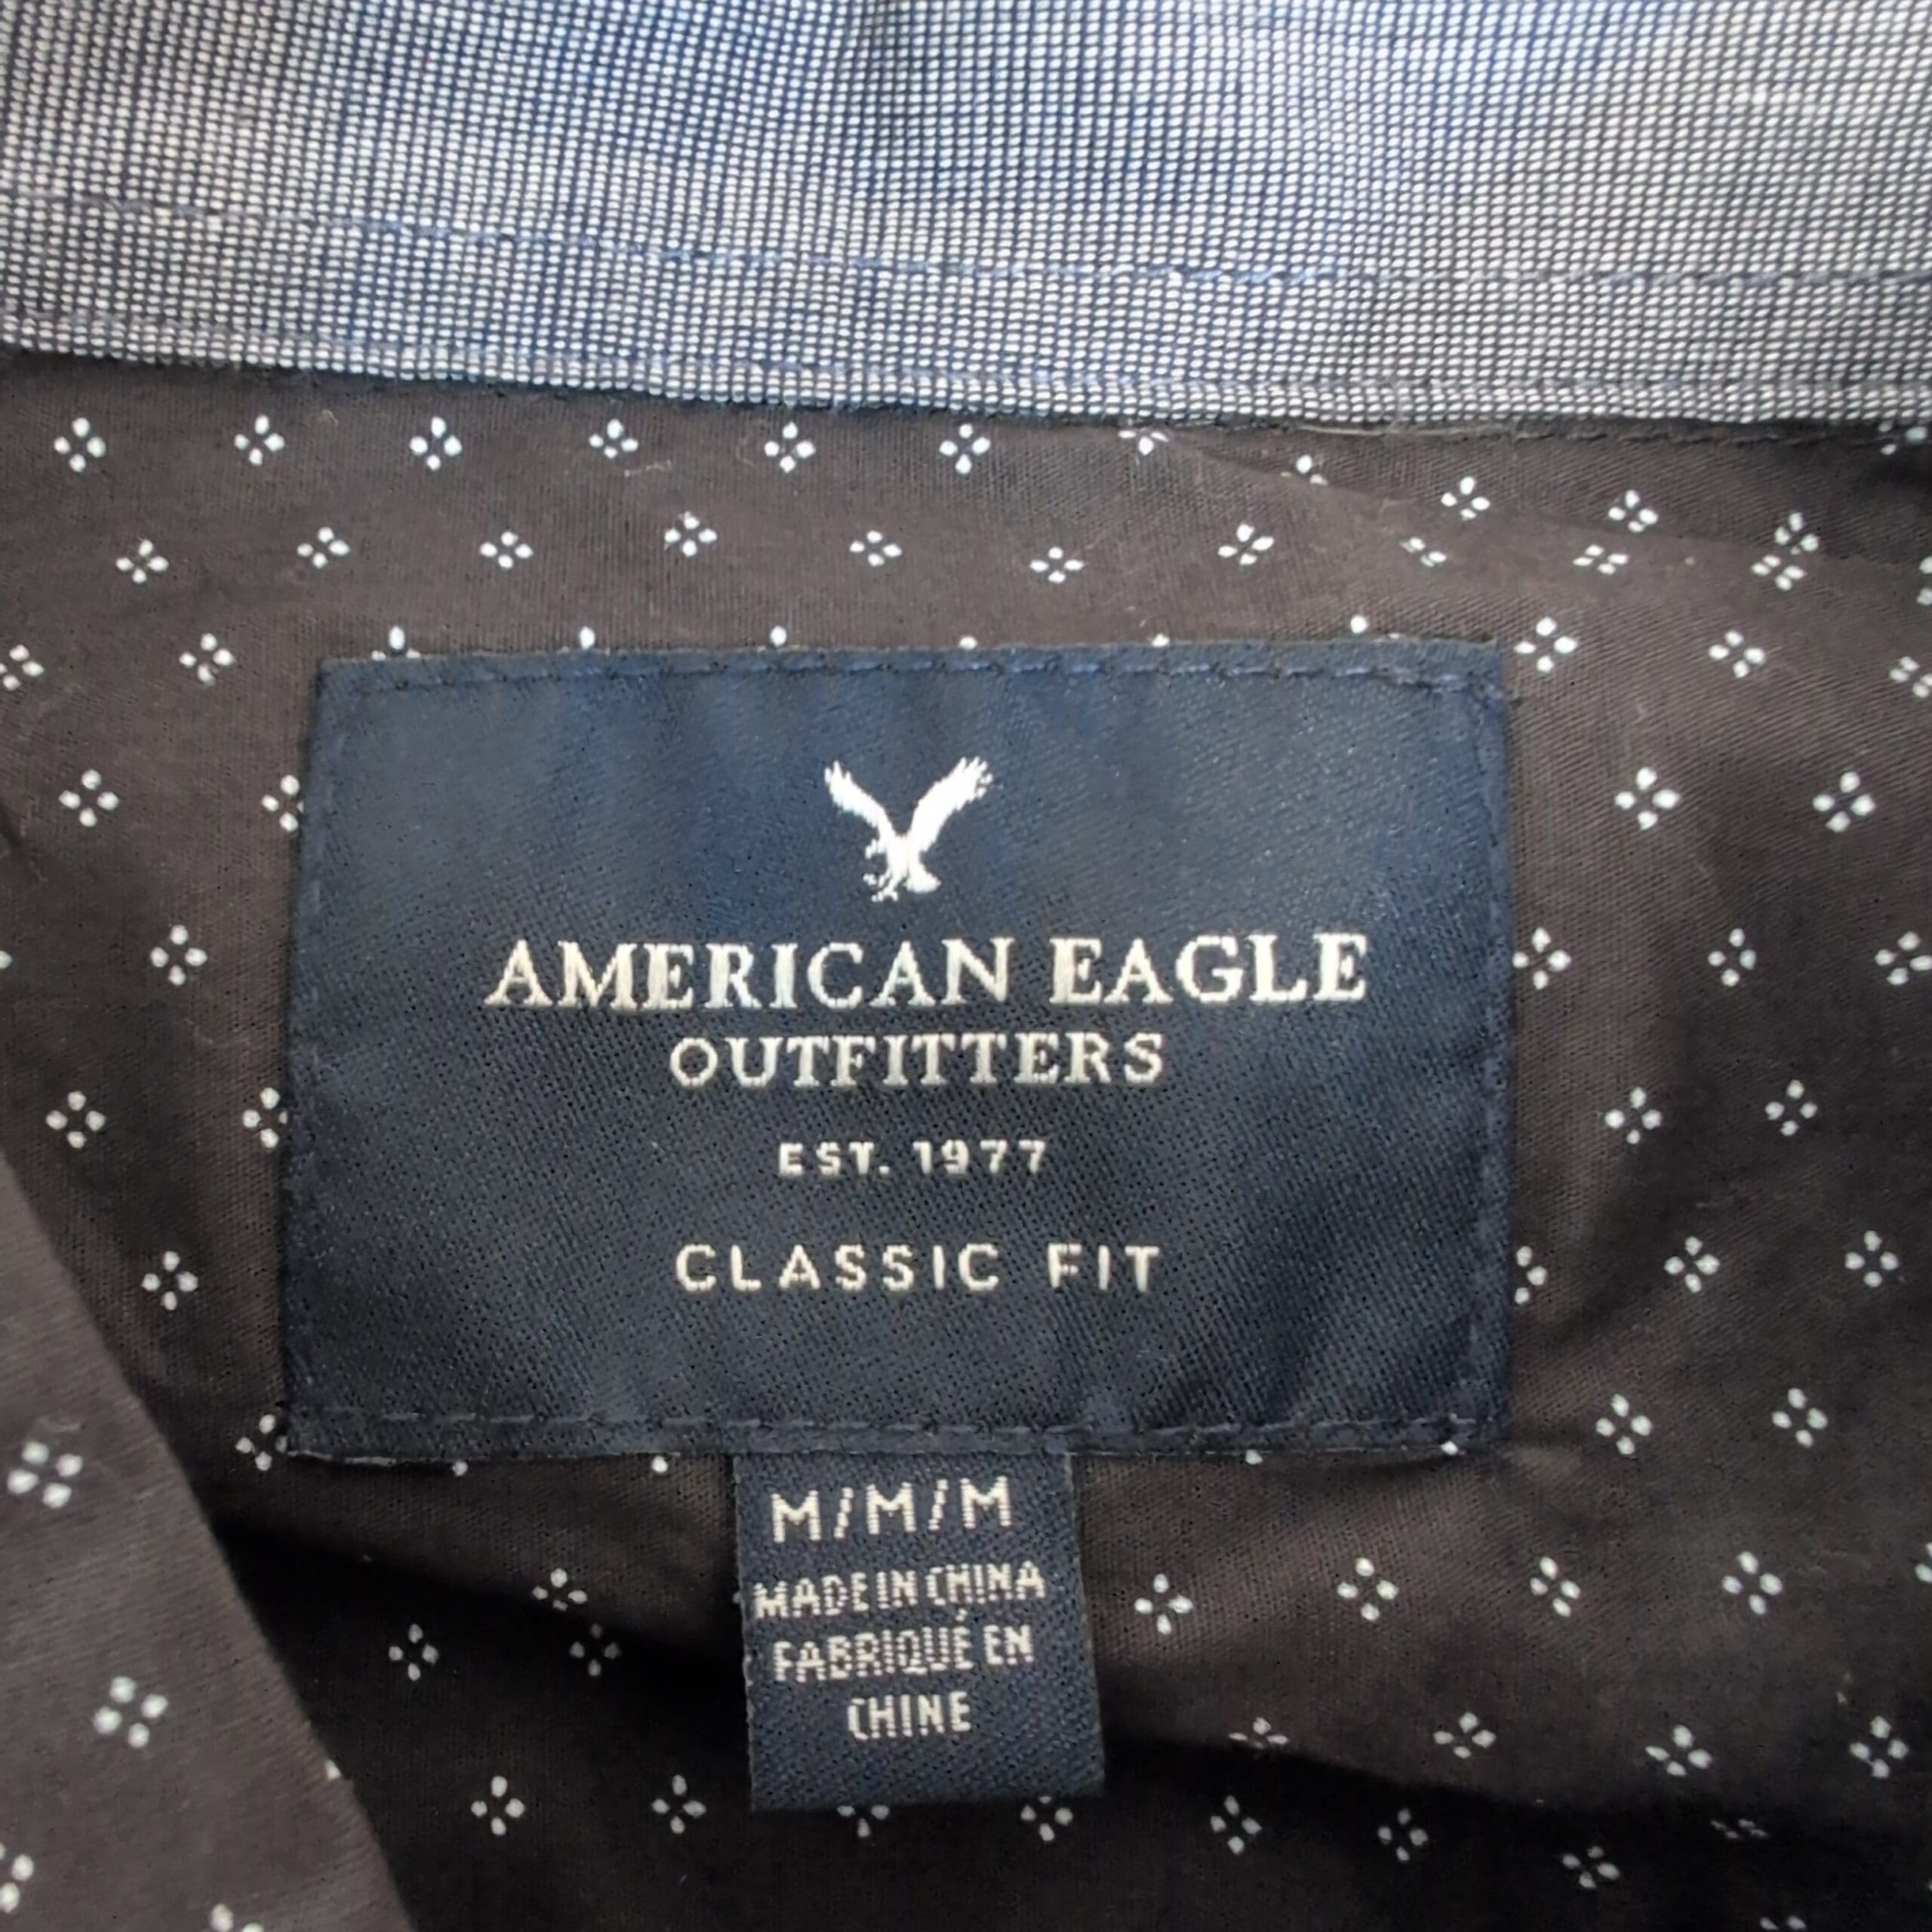 AMERICAN EAGLE
OUTFITTERS
EST. 1977
CLASSIC FIT
M/M/M
MADE IN CHINA
FABRIQUÉ EN
CHINE